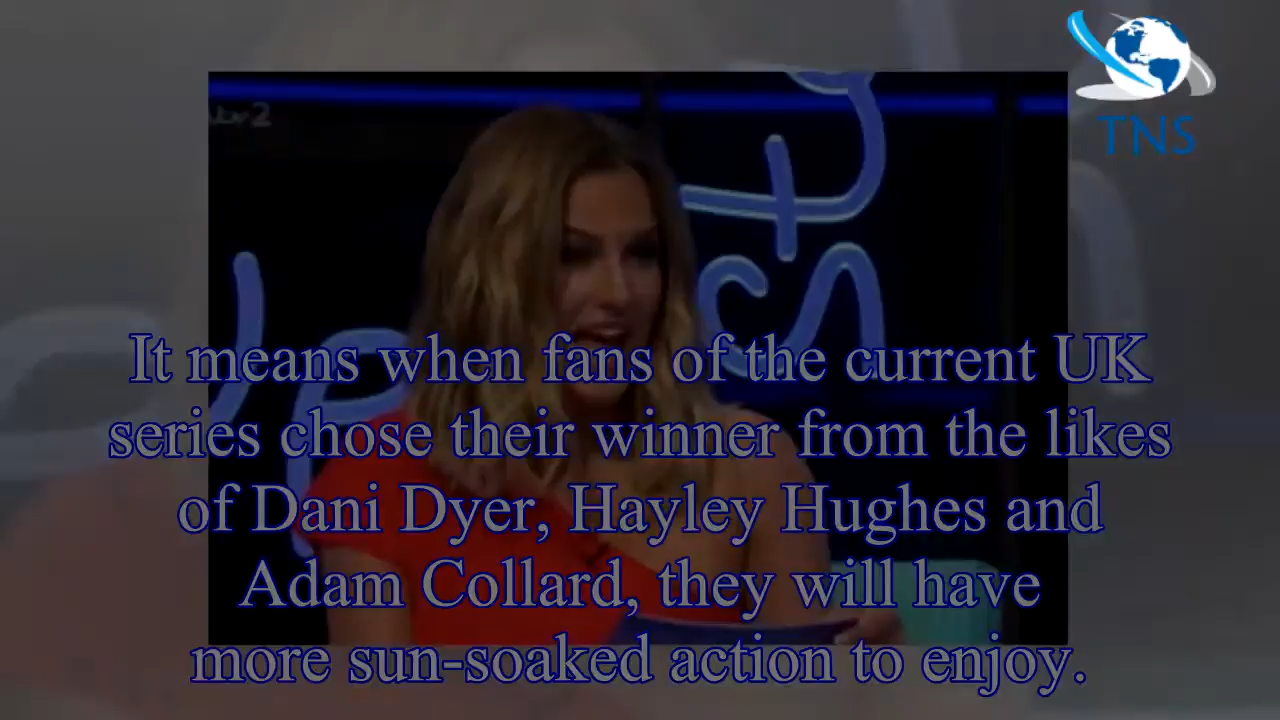 TNS
itv2
It means when fans of the current UK
series chose their winner from the likes
of Dani Dyer, Hayley Hughes and
Adam Collard, they will have
more sun-soaked action to enjoy.